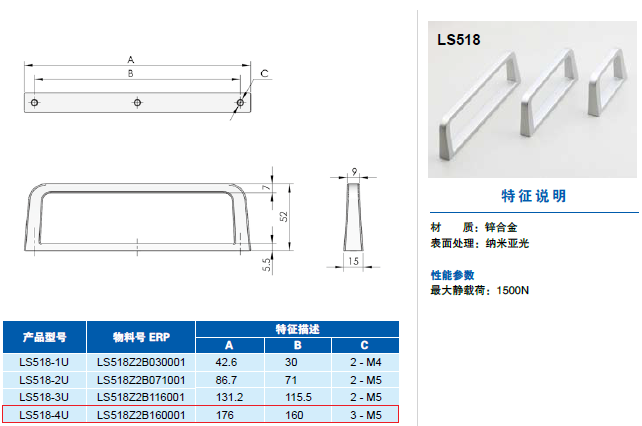 A
B
C
9
7
52
5.5
15
LS518
特征说明
材 质：锌合金
表面处理：纳米亚光
性能参数
最大静载荷：1500N
产品型号 物料号 ERP 特征描述
A B C
LS518-1U LS518Z2B030001 42.6 30 2 - M4
LS518-2U LS518Z2B071001 86.7 71 2 - M5
LS518-3U LS518Z2B116001 131.2 115.5 2 - M5
LS518-4U LS518Z2B160001 176 160 3 - M5